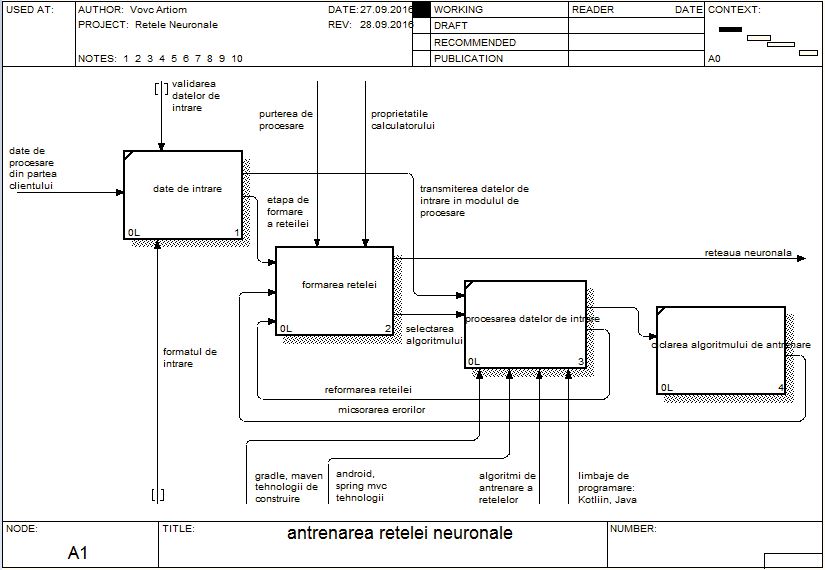 USED AT:
AUTHOR: Vovc Artiom
DATE:27.09.2016
WORKING
READER
DATE
CONTEXT:
PROJECT: Retele Neuronale
REV: 28.09.2016
DRAFT
RECOMMENDED
NOTES: 1 2 3 4 5 6 7 8 9 10
PUBLICATION
A0
validarea
datelor de
intrare
purterea de
procesare
proprietatile
calculatorului
date de
procesare
din partea
clientului
date de intrare
0L
1
etapa de
formare
a reteilei
transmiterea datelor de
intrare in modulul de
procesare
reteaua neuronala
formarea retelei
0L
2
selectarea
algoritmului
procesarea datelor de intrare
0L
3
ciclarea algoritmului de antrenare
0L
4
formatul de
intrare
reformarea reteilei
micsorarea erorilor
gradle, maven
tehnologii de
construire
android,
spring mvc
tehnologii
algoritmi de
antrenare a
retelelor
limbaje de
programare:
Kotliin, Java
NODE:
A1
TITLE:
antrenarea retelei neuronale
NUMBER: